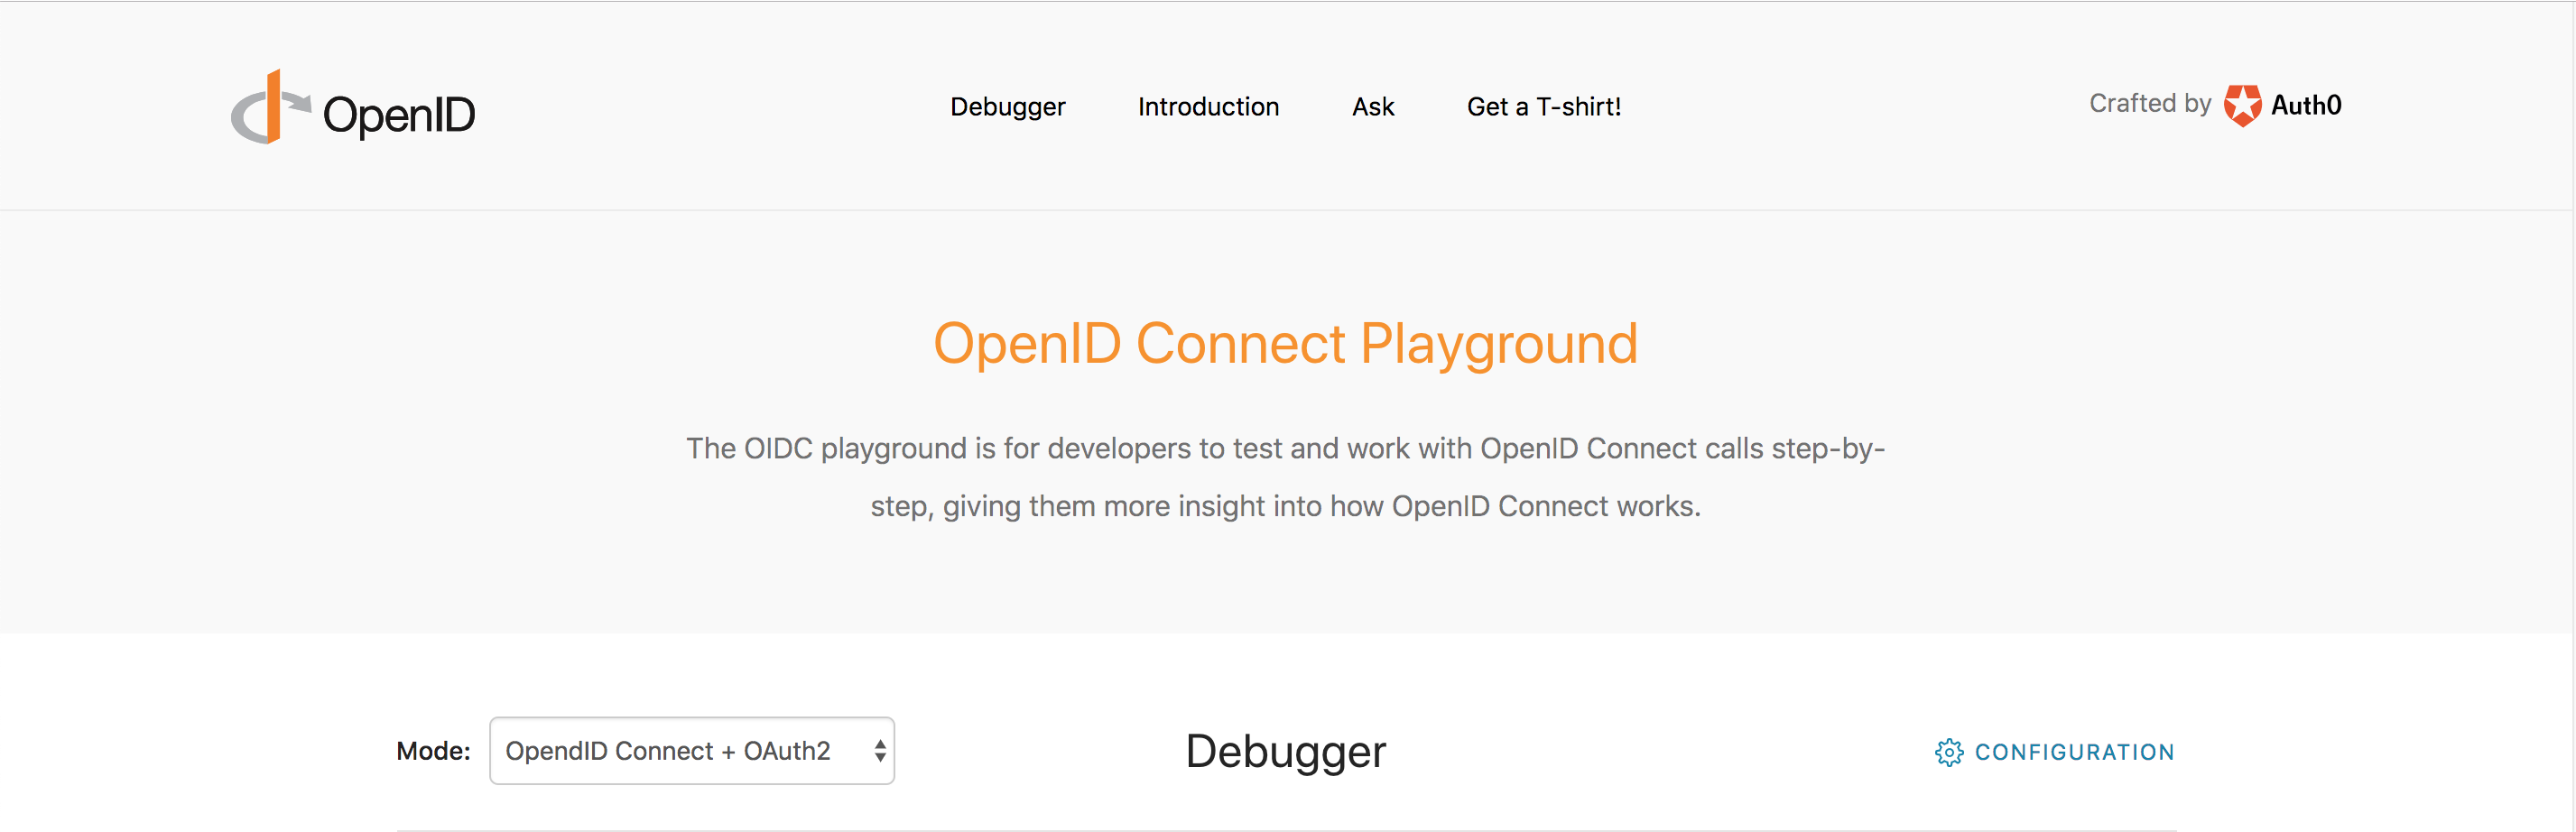 OpenID
Debugger Introduction Ask Get a T-shirt!
Crafted by Auth0
OpenID Connect Playground
The OIDC playground is for developers to test and work with OpenID Connect calls step-by-
step, giving them more insight into how OpenID Connect works.
Mode: OpendID Connect + OAuth2
Debugger
CONFIGURATION